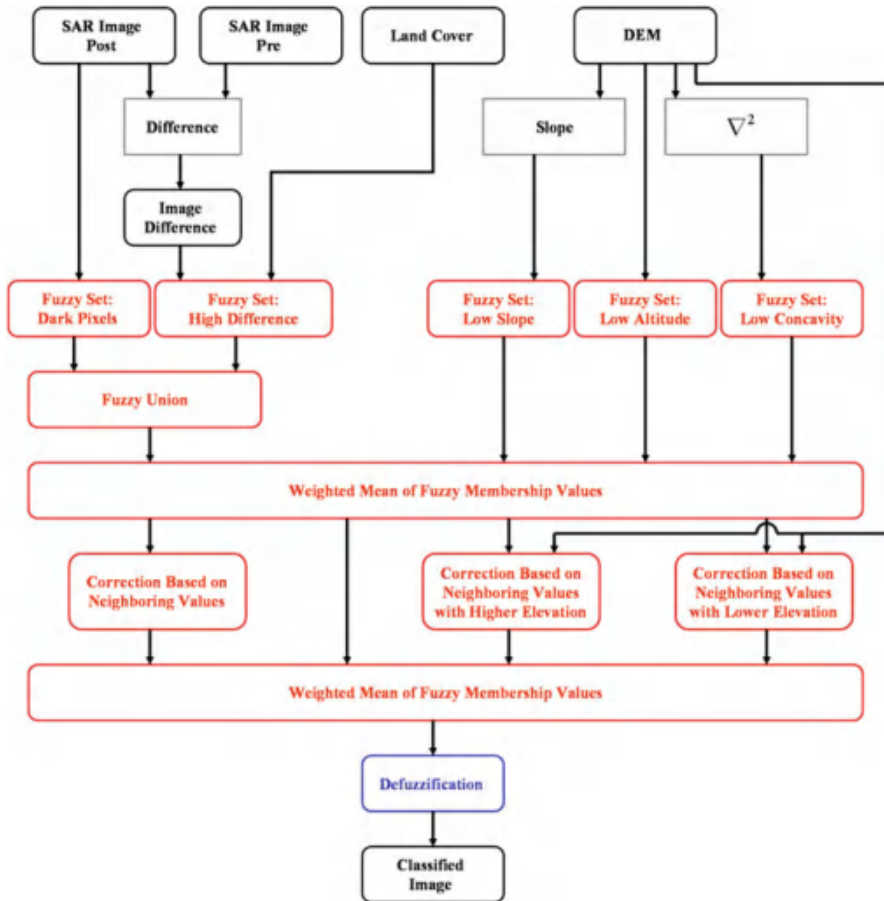 SAR Image
Post
SAR Image
Pre
Land Cover
DEM
Difference
Slope
∇²
Image
Difference
Fuzzy Set:
Dark Pixels
Fuzzy Set:
High Difference
Fuzzy Set:
Low Slope
Fuzzy Set:
Low Altitude
Fuzzy Set:
Low Concavity
Fuzzy Union
Weighted Mean of Fuzzy Membership Values
Correction Based on
Neighboring Values
Correction Based on
Neighboring Values
with Higher Elevation
Correction Based on
Neighboring Values
with Lower Elevation
Weighted Mean of Fuzzy Membership Values
Defuzzification
Classified
Image